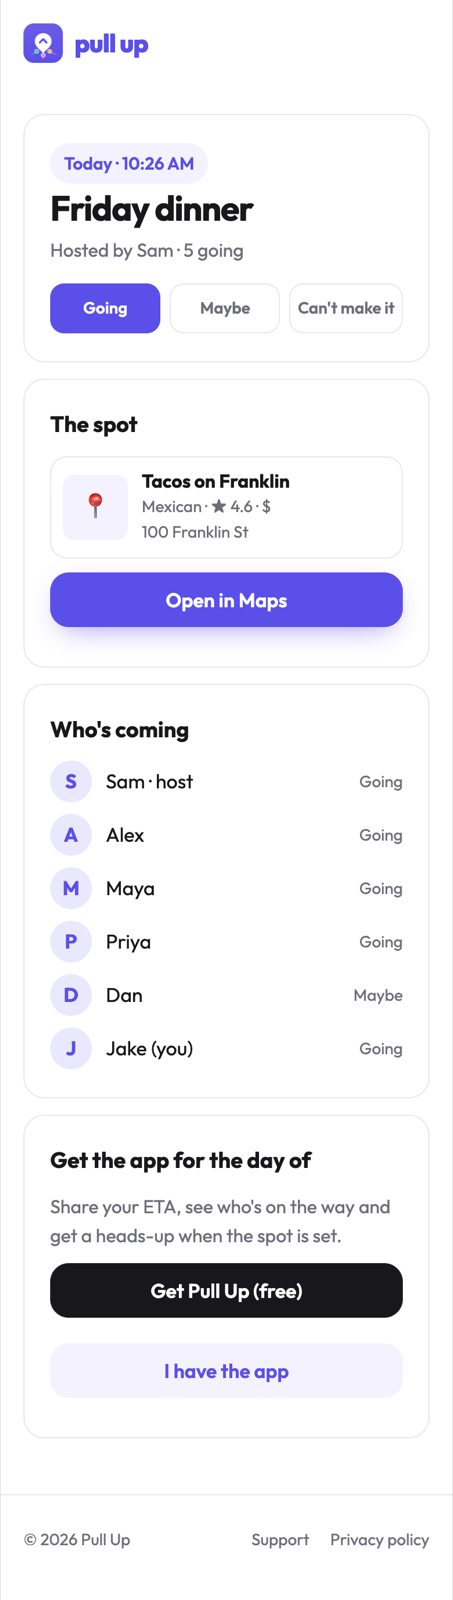 pull up
Today · 10:26 AM
Friday dinner
Hosted by Sam · 5 going
Going
Maybe
Can't make it
The spot
Tacos on Franklin
Mexican · ★ 4.6 · $
100 Franklin St
Open in Maps
Who's coming
S Sam · host Going
A Alex Going
M Maya Going
P Priya Going
D Dan Maybe
J Jake (you) Going
Get the app for the day of
Share your ETA, see who's on the way and
get a heads-up when the spot is set.
Get Pull Up (free)
I have the app
© 2026 Pull Up
Support
Privacy policy